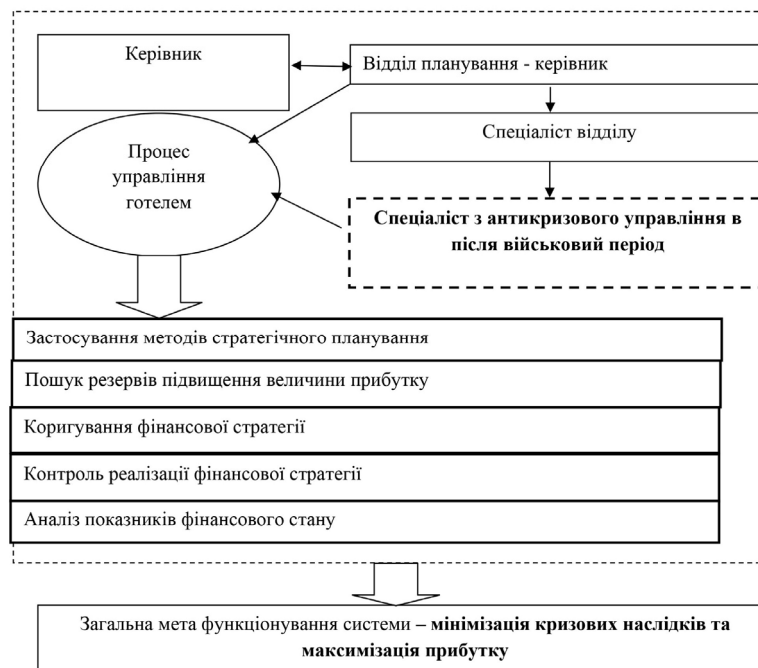 Керівник
Відділ планування - керівник
Спеціаліст відділу
Процес
управління
готелем
Спеціаліст з антикризового управління в
після військовий період
Застосування методів стратегічного планування
Пошук резервів підвищення величини прибутку
Коригування фінансової стратегії
Контроль реалізації фінансової стратегії
Аналіз показників фінансового стану
Загальна мета функціонування системи – мінімізація кризових наслідків та
максимізація прибутку